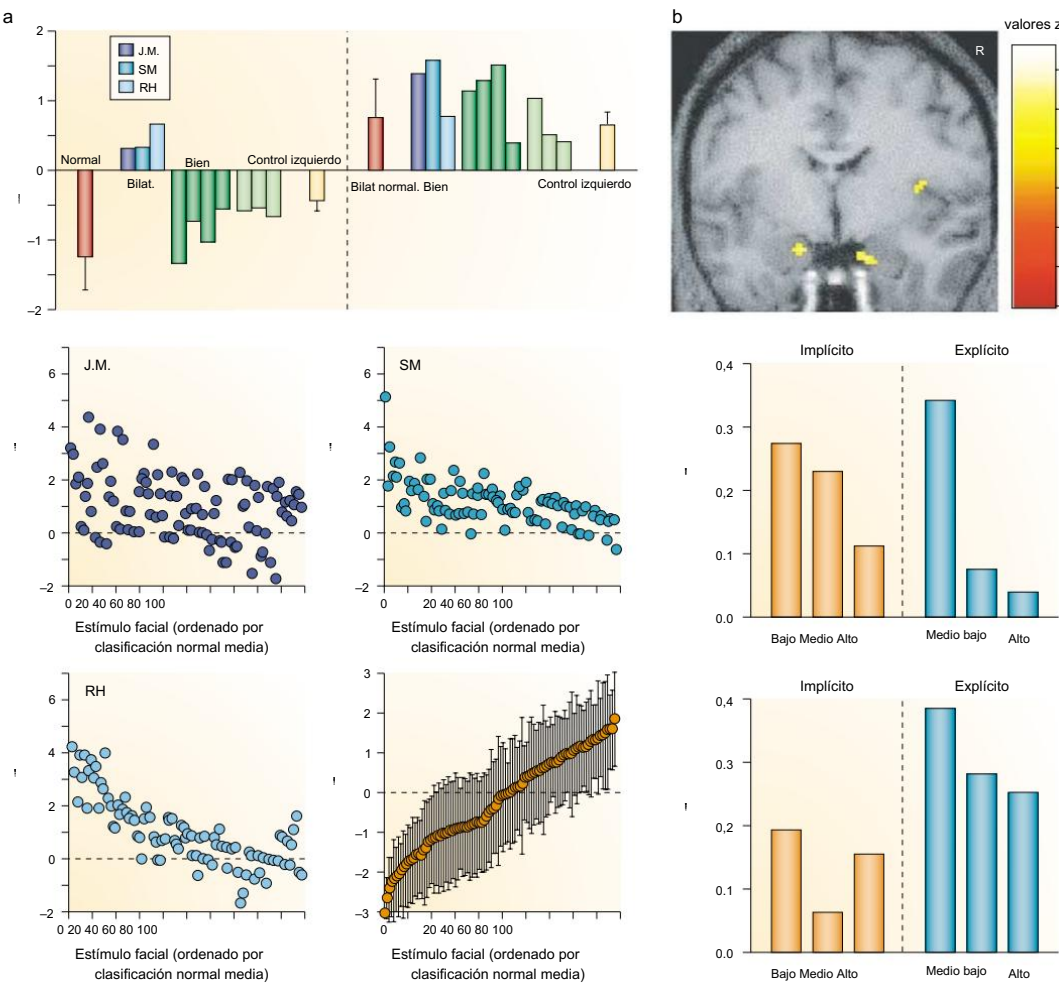 a
2
1
0
–1
–2
J.M.
SM
RH
Normal
Bilat.
Bien
Control izquierdo
Bilat normal. Bien
Control izquierdo
b
R
valores z
J.M.
6
4
2
0
–2
0 20 40 60 80 100
Estímulo facial (ordenado por
clasificación normal media)
SM
6
4
2
0
–2
0 20 40 60 80 100
Estímulo facial (ordenado por
clasificación normal media)
RH
6
4
2
0
–2
0 20 40 60 80 100
Estímulo facial (ordenado por
clasificación normal media)
3
2
1
0
–1
–2
–3
0 20 40 60 80 100
Estímulo facial (ordenado por
clasificación normal media)
Implícito
Explícito
0,4
0.3
0,2
0.1
0.0
Bajo Medio Alto
Medio bajo
Alto
Implícito
Explícito
0,4
0.3
0,2
0.1
0.0
Bajo Medio Alto
Medio bajo
Alto